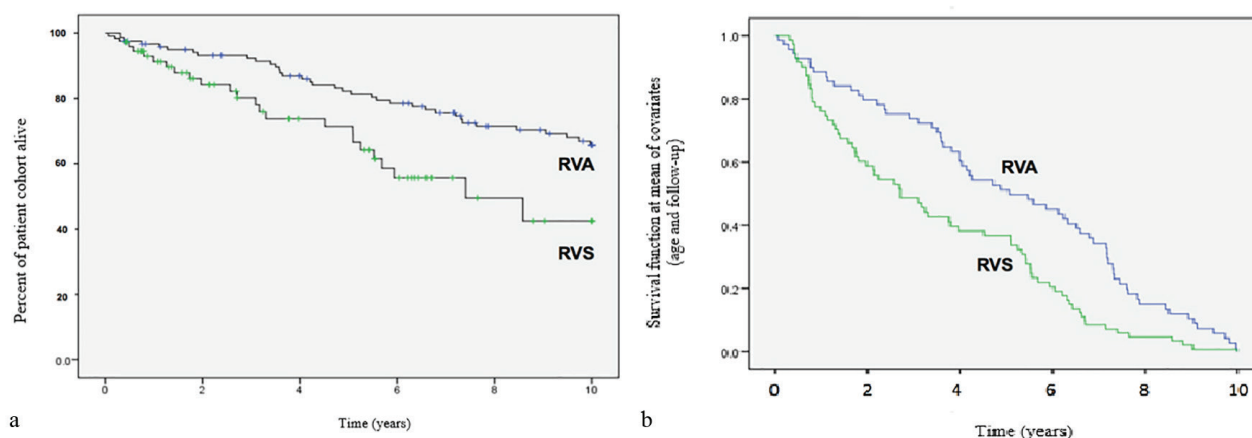 Percent of patient cohort alive
100
80
60
40
20
0.0
RVA
RVS
0
2
4
6
8
10
Time (years)
a
Survival function at mean of covariates
(age and follow-up)
1.0
0.8
0.6
0.4
0.2
0.0
RVA
RVS
0
2
4
6
8
10
Time (years)
b